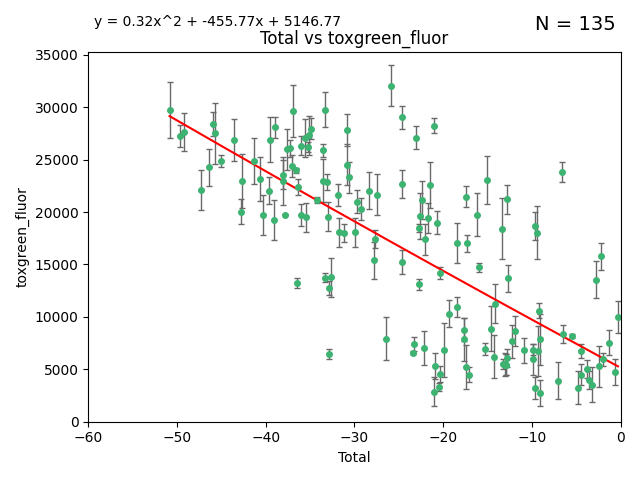 y = 0.32x^2 + -455.77x + 5146.77
N = 135
Total vs toxgreen_fluor
35000
30000
25000
20000
15000
10000
5000
0
toxgreen_fluor
−60 −50 −40 −30 −20 −10 0
Total